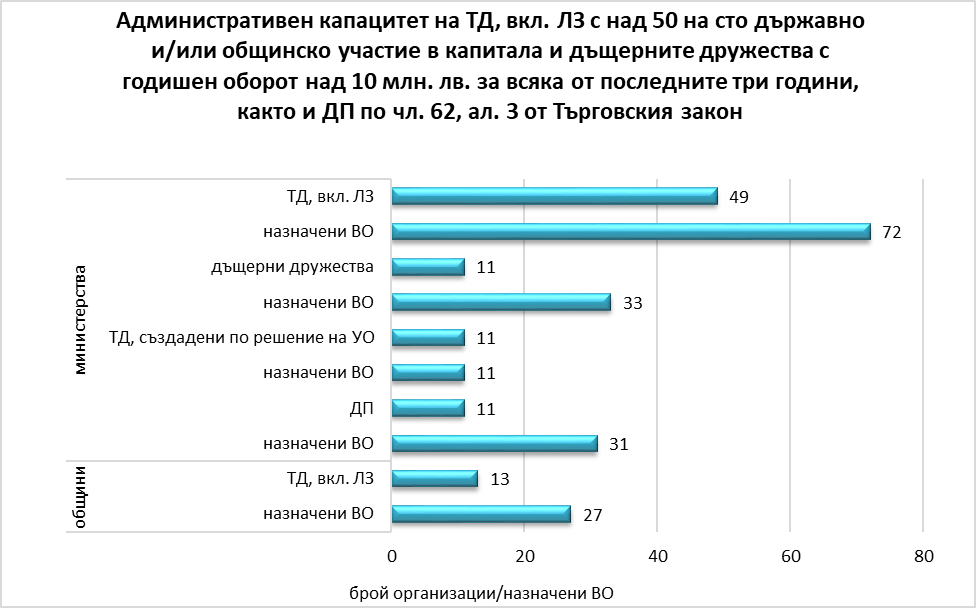 Административен капацитет на ТД, вкл. ЛЗ с над 50 на сто държавно
и/или общинско участие в капитала и дъщерните дружества с
годишен оборот над 10 млн. лв. за всяка от последните три години,
както и ДП по чл. 62, ал. 3 от Търговския закон
министерства
ТД, вкл. ЛЗ 49
назначени ВО 72
дъщерни дружества 11
назначени ВО 33
ТД, създадени по решение на УО 11
назначени ВО 11
ДП 11
назначени ВО 31
общини
ТД, вкл. ЛЗ 13
назначени ВО 27
0 20 40 60 80
брой организации/назначени ВО